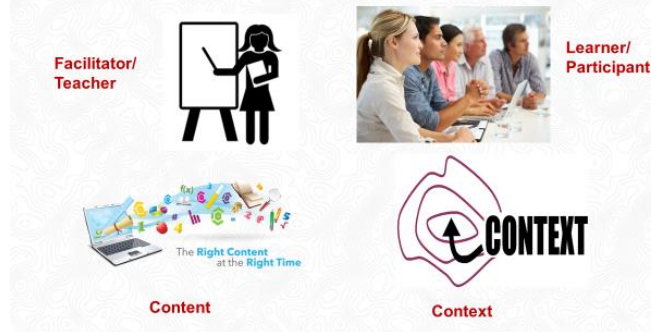 Facilitator/
Teacher
Learner/
Participant
f(x)
The Right Content
at the Right Time
CONTEXT
Content
Context